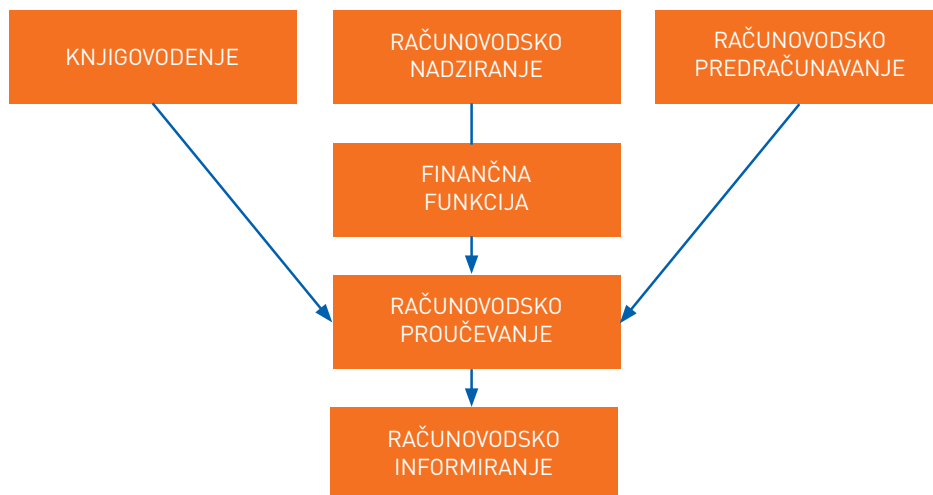 KNJIGOVODENJE
RAČUNOVODSKO
NADZIRANJE
RAČUNOVODSKO
PREDRAČUNAVANJE
FINANČNA
FUNKCIJA
RAČUNOVODSKO
PROUČEVANJE
RAČUNOVODSKO
INFORMIRANJE